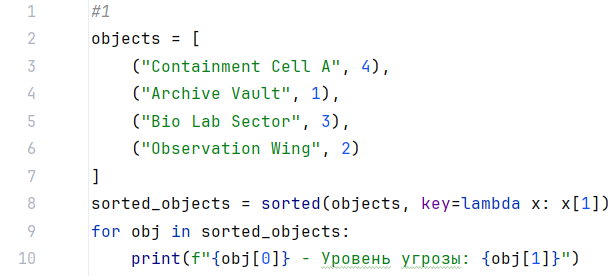 1 #1
2 objects = [
3     ("Containment Cell A", 4),
4     ("Archive Vault", 1),
5     ("Bio Lab Sector", 3),
6     ("Observation Wing", 2)
7 ]
8 sorted_objects = sorted(objects, key=lambda x: x[1])
9 for obj in sorted_objects:
10     print(f"{obj[0]} - Уровень угрозы: {obj[1]}")